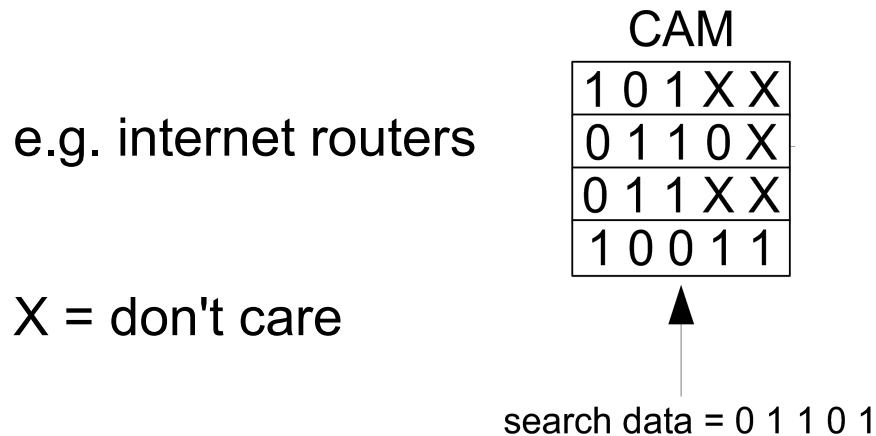 CAM
1 0 1 X X
e.g. internet routers
0 1 1 0 X
0 1 1 X X
1 0 0 1 1
X = don't care
search data = 0 1 1 0 1